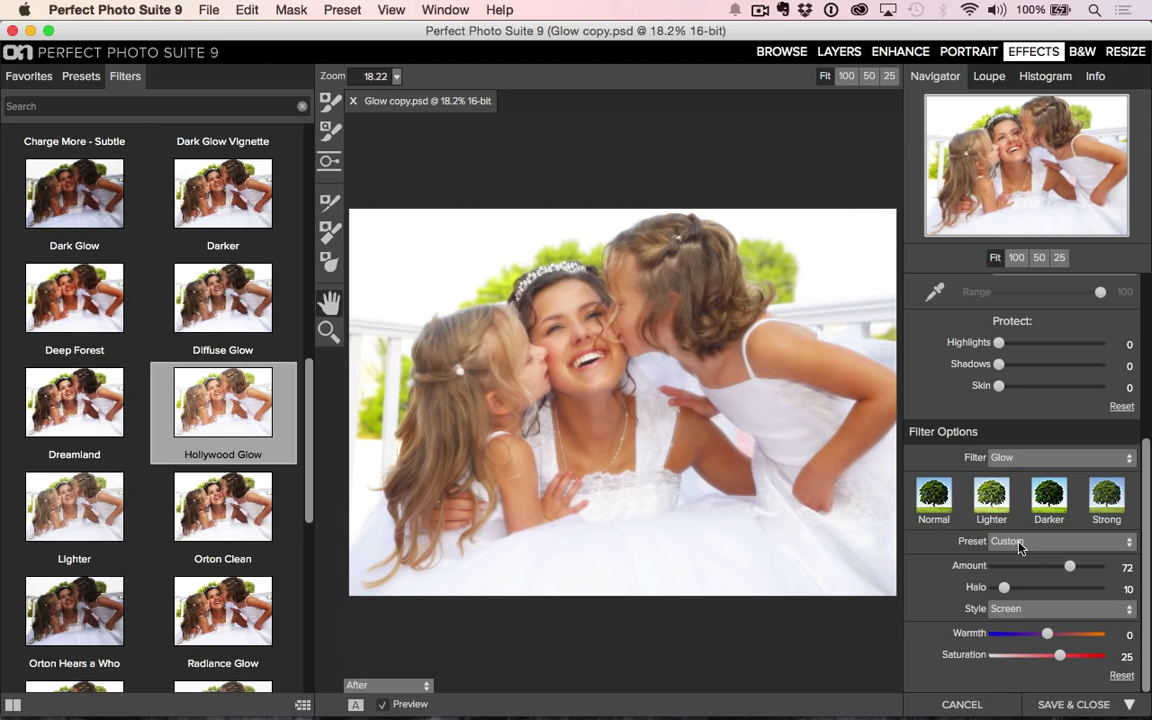 Perfect Photo Suite 9 File Edit Mask Preset View Window Help 100%
Perfect Photo Suite 9 (Glow copy.psd @ 18.2% 16-bit)
on PERFECT PHOTO SUITE 9 BROWSE LAYERS ENHANCE PORTRAIT EFFECTS B&W RESIZE
Favorites Presets Filters Zoom 18.22 Fit 100 50 25 Navigator Loupe Histogram Info
Search X Glow copy.psd @ 18.2% 16-bit
Charge More - Subtle Dark Glow Vignette
Dark Glow Darker
Fit 100 50 25
Range 100
Protect:
Highlights 0
Deep Forest Diffuse Glow
Shadows 0
Skin 0
Reset
Filter Options
Dreamland Hollywood Glow
Filter Glow
Normal Lighter Darker Strong
Preset Custom
Lighter Orton Clean
Amount 72
Halo 10
Style Screen
Warmth 0
Saturation 25
Orton Hears a Who Radiance Glow
Reset
After
A Preview CANCEL SAVE & CLOSE